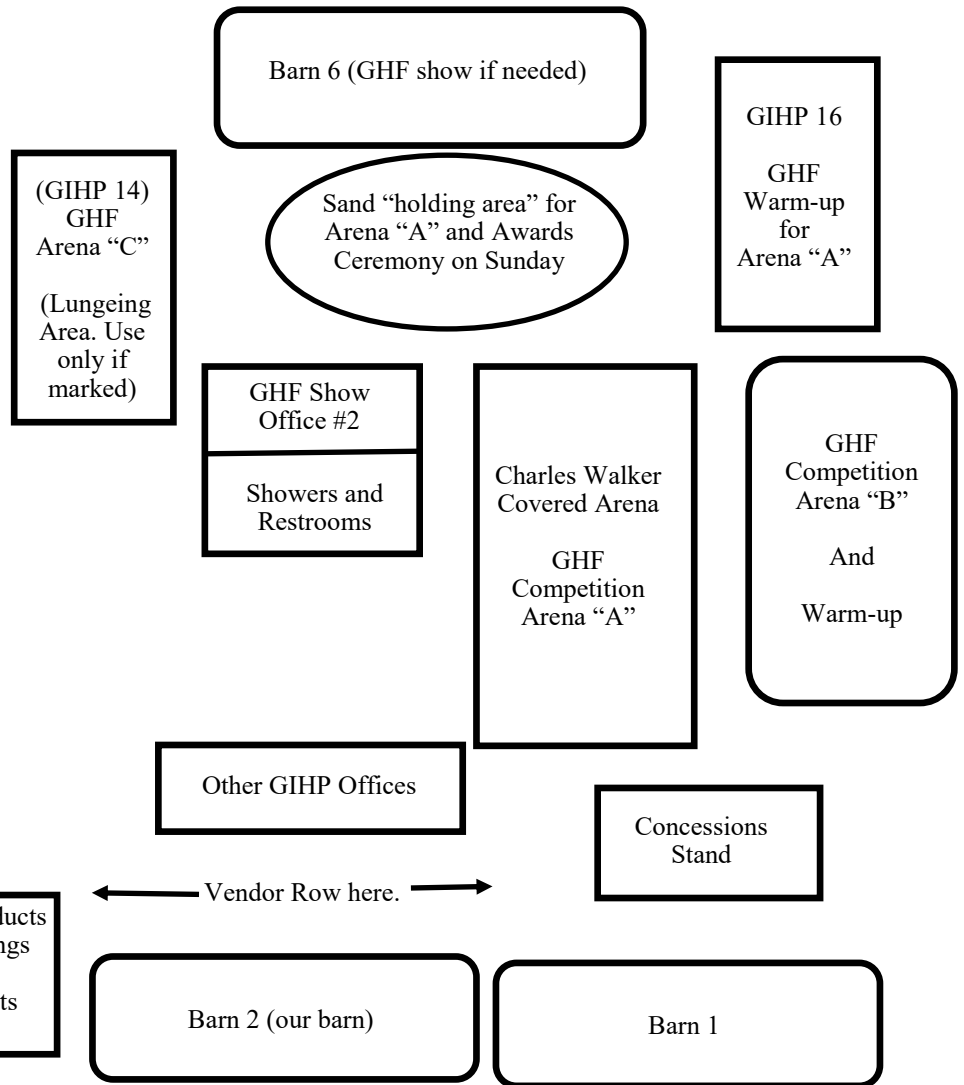 Barn 6 (GHF show if needed)
GIHP 16
GHF
Warm-up
for
Arena “A”
(GIHP 14)
GHF
Arena “C”
(Lungeing
Area. Use
only if
marked)
Sand “holding area” for
Arena “A” and Awards
Ceremony on Sunday
GHF Show
Office #2
Showers and
Restrooms
Charles Walker
Covered Arena
GHF
Competition
Arena “A”
GHF
Competition
Arena “B”
And
Warm-up
Other GIHP Offices
Concessions
Stand
Vendor Row here.
Barn 2 (our barn)
Barn 1